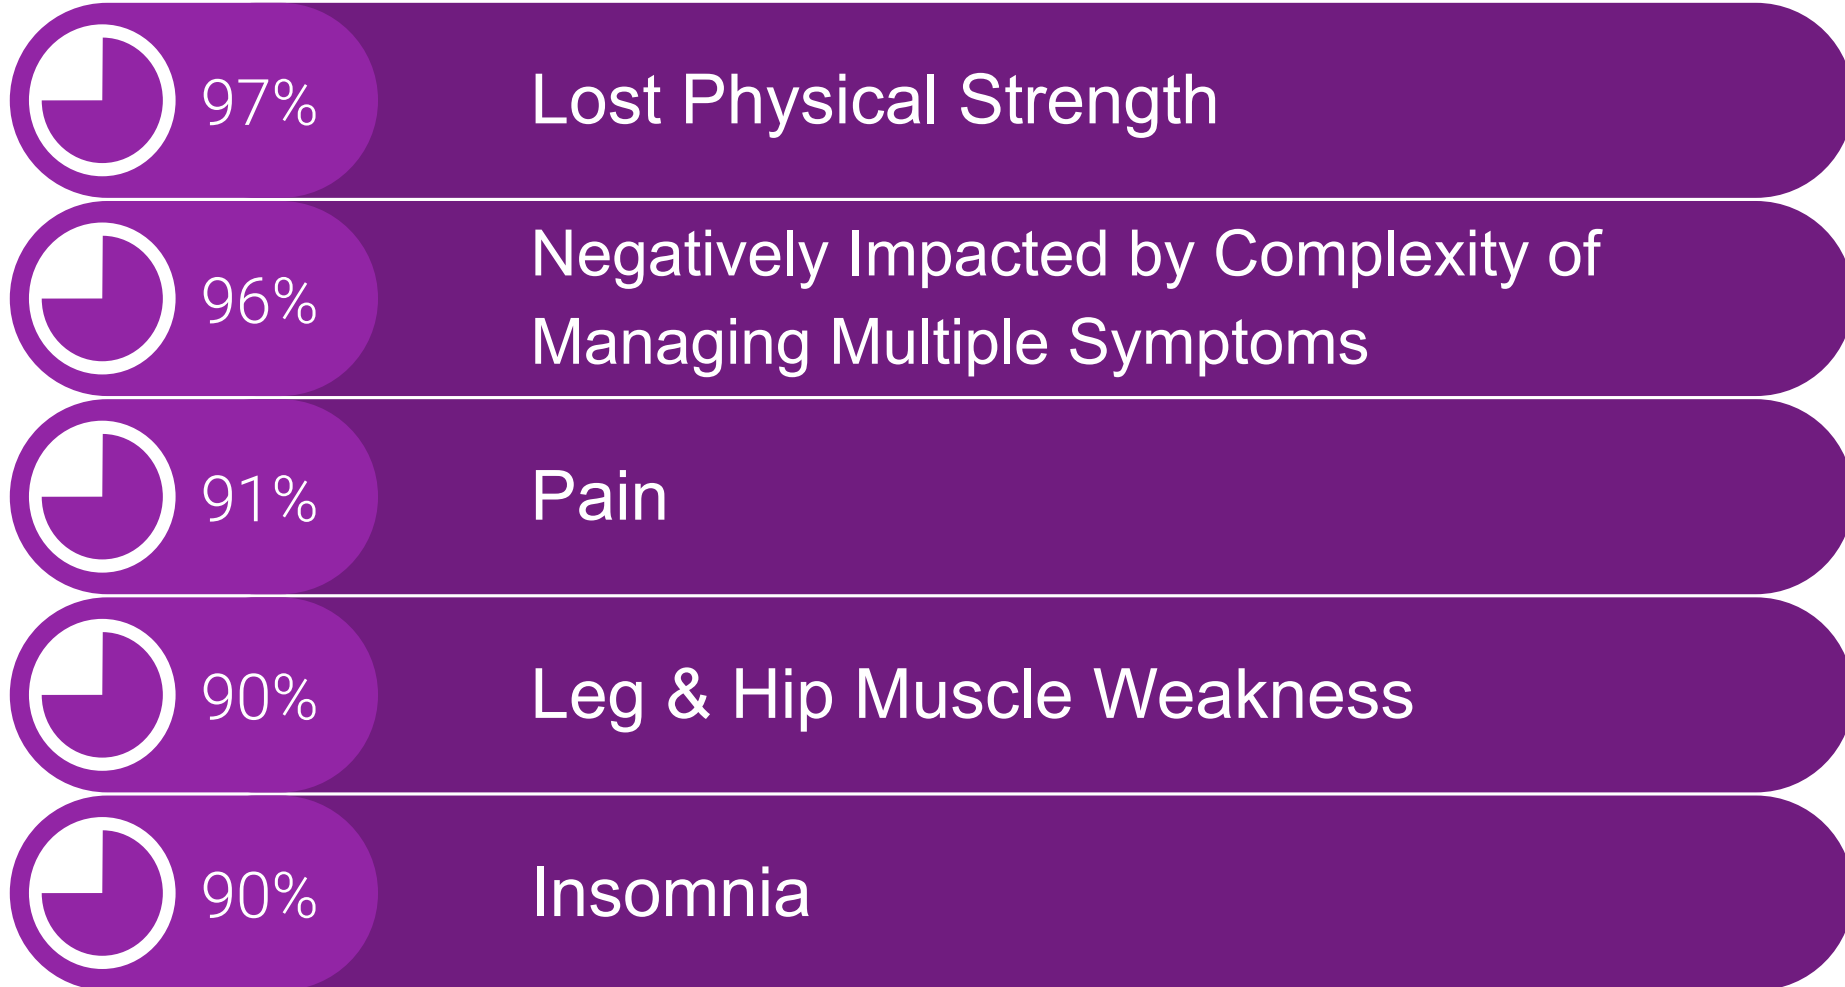 97%
Lost Physical Strength
96%
Negatively Impacted by Complexity of
Managing Multiple Symptoms
91%
Pain
90%
Leg & Hip Muscle Weakness
90%
Insomnia